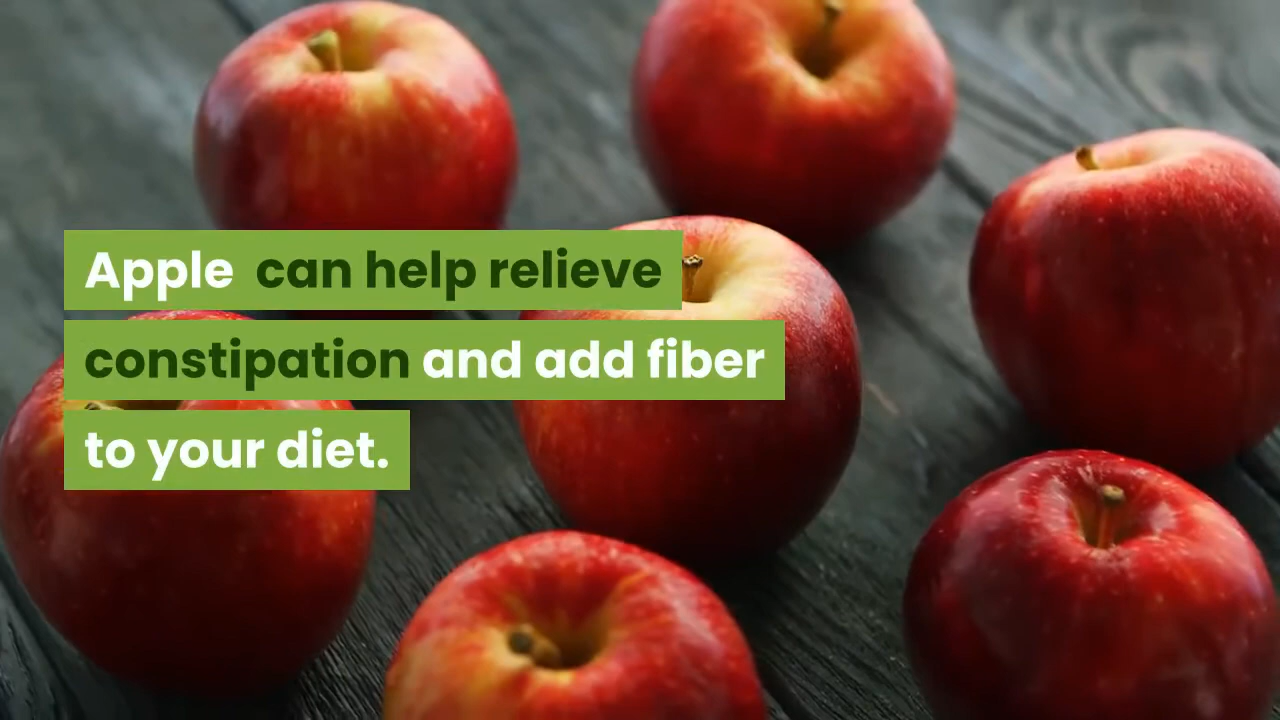 Apple can help relieve
constipation and add fiber
to your diet.